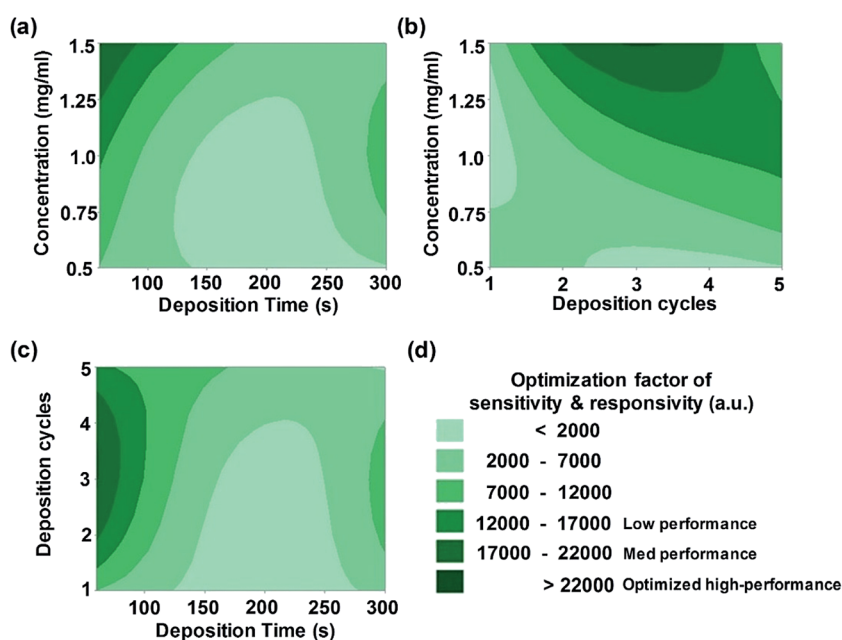 (a)
Concentration (mg/ml)
1.5
1.25
1.0
0.75
0.5
100 150 200 250 300
Deposition Time (s)
(b)
Concentration (mg/ml)
1.5
1.25
1.0
0.75
0.5
1 2 3 4 5
Deposition cycles
(c)
Deposition cycles
5
4
3
2
1
100 150 200 250 300
Deposition Time (s)
(d)
Optimization factor of
sensitivity & responsivity (a.u.)
< 2000
2000 - 7000
7000 - 12000
12000 - 17000 Low performance
17000 - 22000 Med performance
> 22000 Optimized high-performance